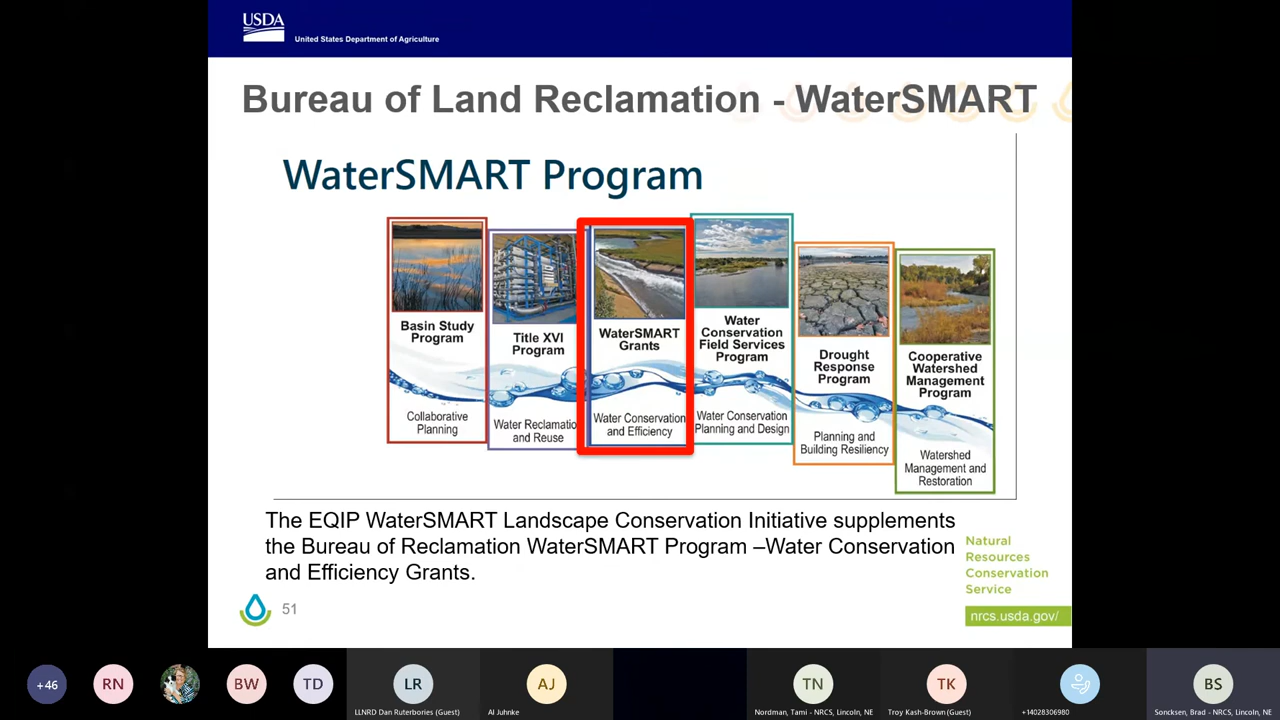 USDA
United States Department of Agriculture
Bureau of Land Reclamation - WaterSMART
WaterSMART Program
Basin Study
Program
Collaborative
Planning
Title XVI
Program
Water Reclamatio
and Reuse
WaterSMART
Grants
Water Conservation
and Efficiency
Water
Conservation
Field Services
Program
Water Conservation
Planning and Design
Drought
Response
Program
Planning and
Building Resiliency
Cooperative
Watershed
Management
Program
Watershed
Management and
Restoration
The EQIP WaterSMART Landscape Conservation Initiative supplements
the Bureau of Reclamation WaterSMART Program –Water Conservation
and Efficiency Grants.
Natural
Resources
Conservation
Service
nrcs.usda.gov/
51
+46
RN
BW
TD
LR
LLNRD Dan Ruterbories (Guest)
AJ
Al Juhnke
TN
Nordman, Tami - NRCS, Lincoln, NE
TK
Troy Kash-Brown (Guest)
+14028306980
BS
Soncksen, Brad - NRCS, Lincoln, NE